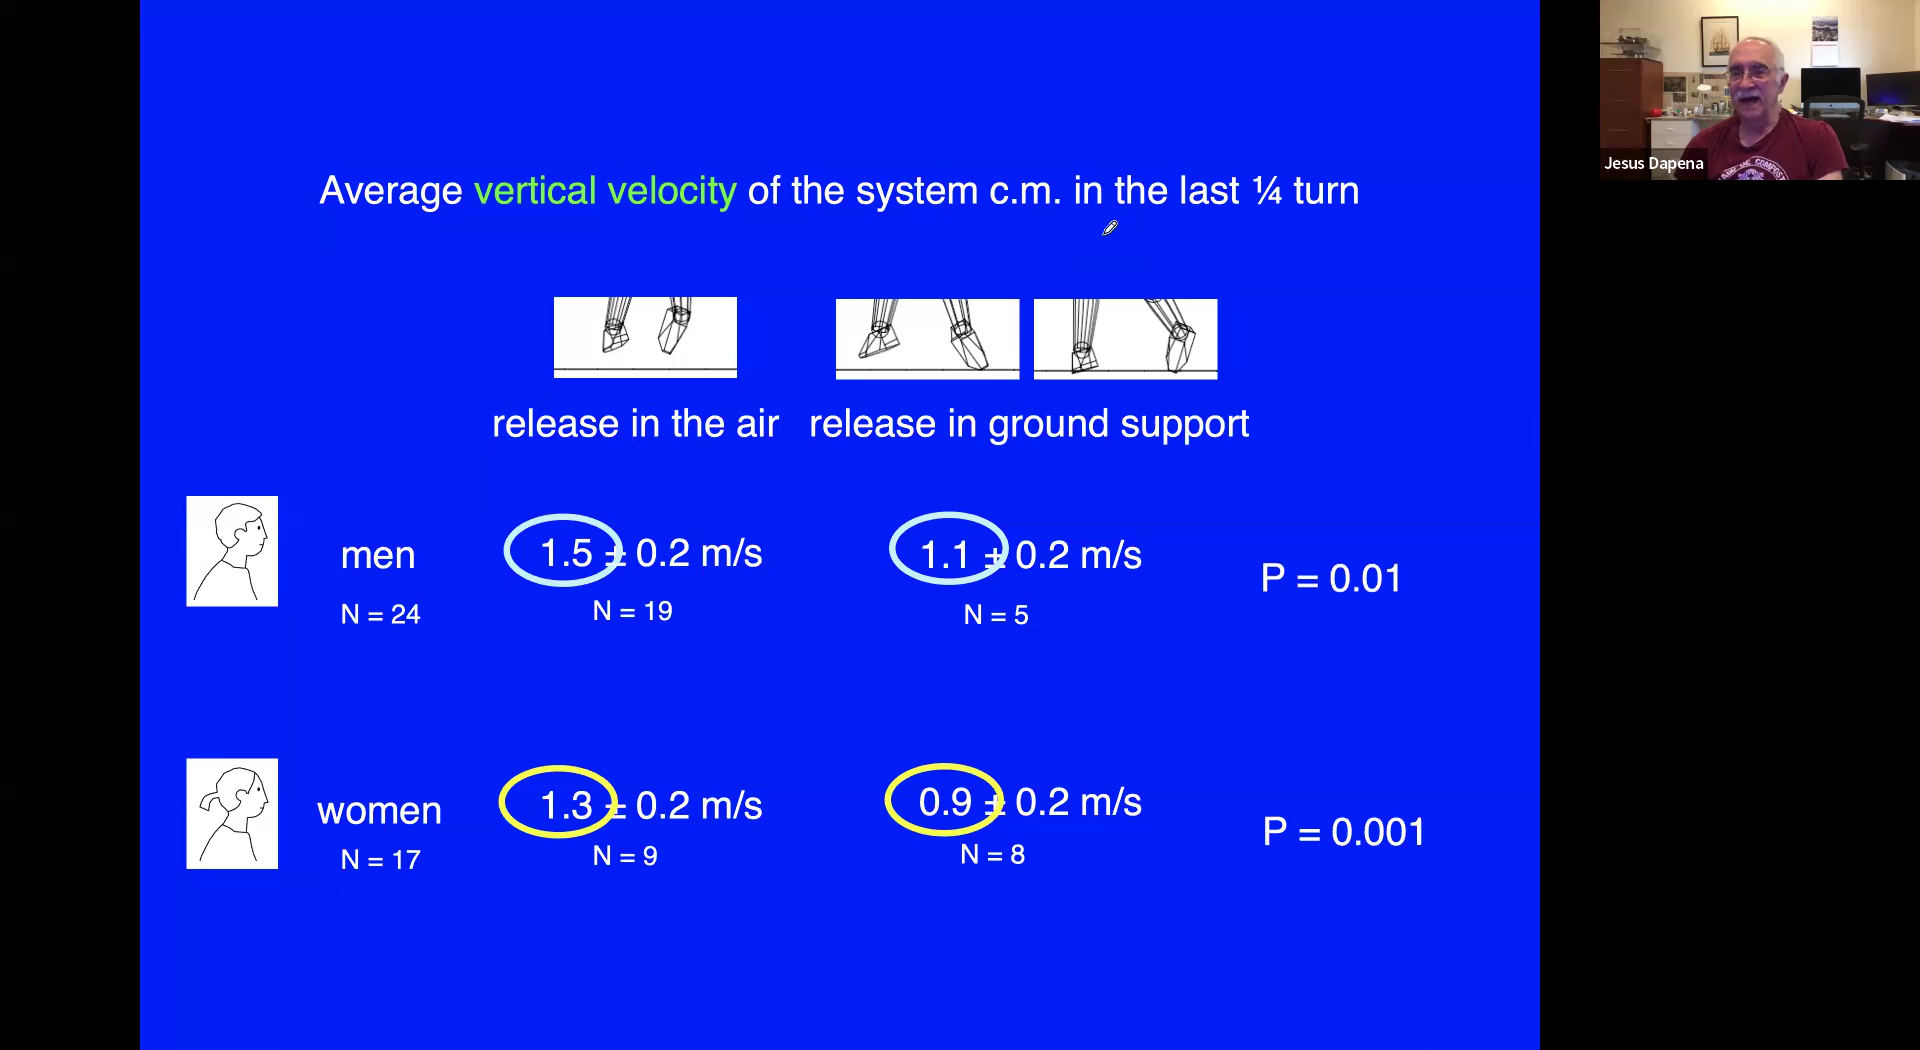 Average vertical velocity of the system c.m. in the last ¼ turn
release in the air release in ground support
men 1.5 ± 0.2 m/s 1.1 ± 0.2 m/s P = 0.01
N = 24 N = 19 N = 5
women 1.3 ± 0.2 m/s 0.9 ± 0.2 m/s P = 0.001
N = 17 N = 9 N = 8
Jesus Dapena